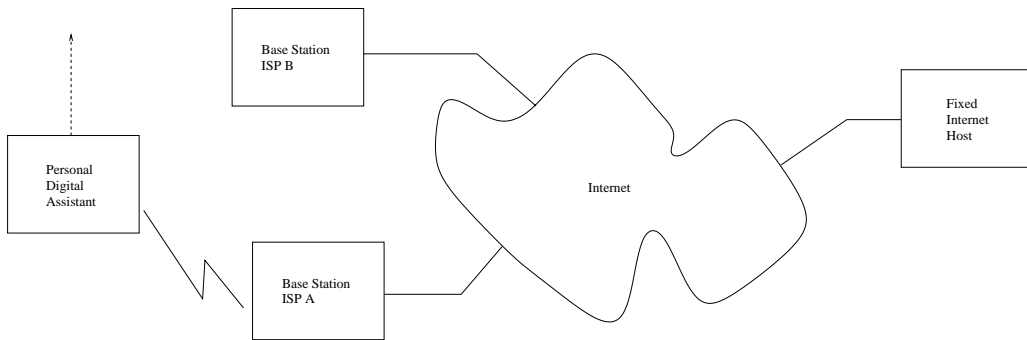 Base Station
ISP B
Fixed
Internet
Host
Personal
Digital
Assistant
Internet
Base Station
ISP A